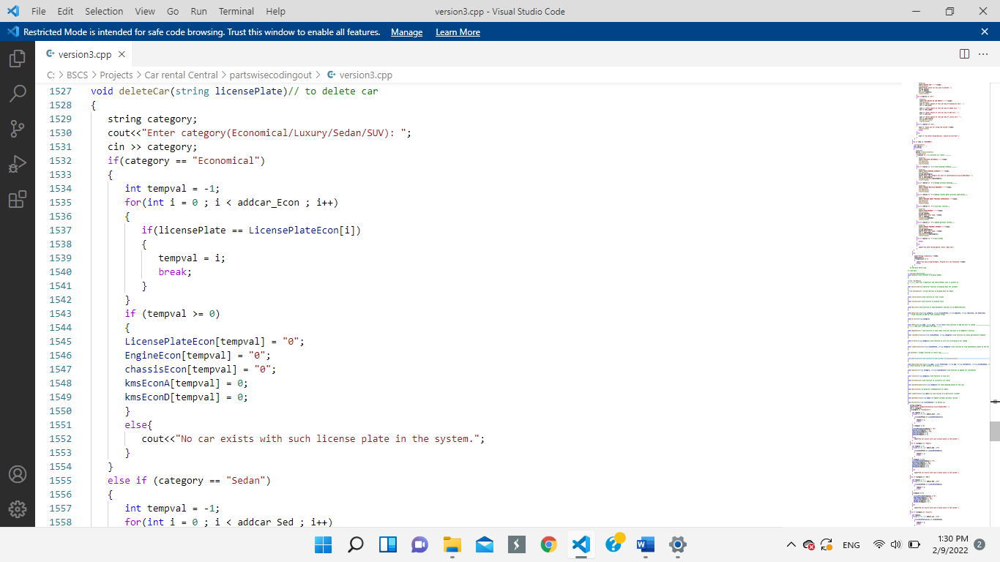 File Edit Selection View Go Run Terminal Help version3.cpp - Visual Studio Code
Restricted Mode is intended for safe code browsing. Trust this window to enable all features. Manage Learn More
version3.cpp
C: > BSCS > Projects > Car rental Central > partswisecodingout > version3.cpp
1527 void deleteCar(string licensePlate)// to delete car
1528 {
1529 string category;
1530 cout<<"Enter category(Economical/Luxury/Sedan/SUV): ";
1531 cin >> category;
1532 if(category == "Economical")
1533 {
1534 int tempval = -1;
1535 for(int i = 0 ; i < addcar_Econ ; i++)
1536 {
1537 if(licensePlate == LicensePlateEcon[i])
1538 {
1539 tempval = i;
1540 break;
1541 }
1542 }
1543 if (tempval >= 0)
1544 {
1545 LicensePlateEcon[tempval] = "0";
1546 EngineEcon[tempval] = "0";
1547 chassisEcon[tempval] = "0";
1548 kmsEconA[tempval] = 0;
1549 kmsEconD[tempval] = 0;
1550 }
1551 else{
1552 cout<<"No car exists with such license plate in the system.";
1553 }
1554 }
1555 else if (category == "Sedan")
1556 {
1557 int tempval = -1;
1558 for(int i = 0 ; i < addcar_Sed ; i++)
ENG
1:30 PM
2/9/2022
2